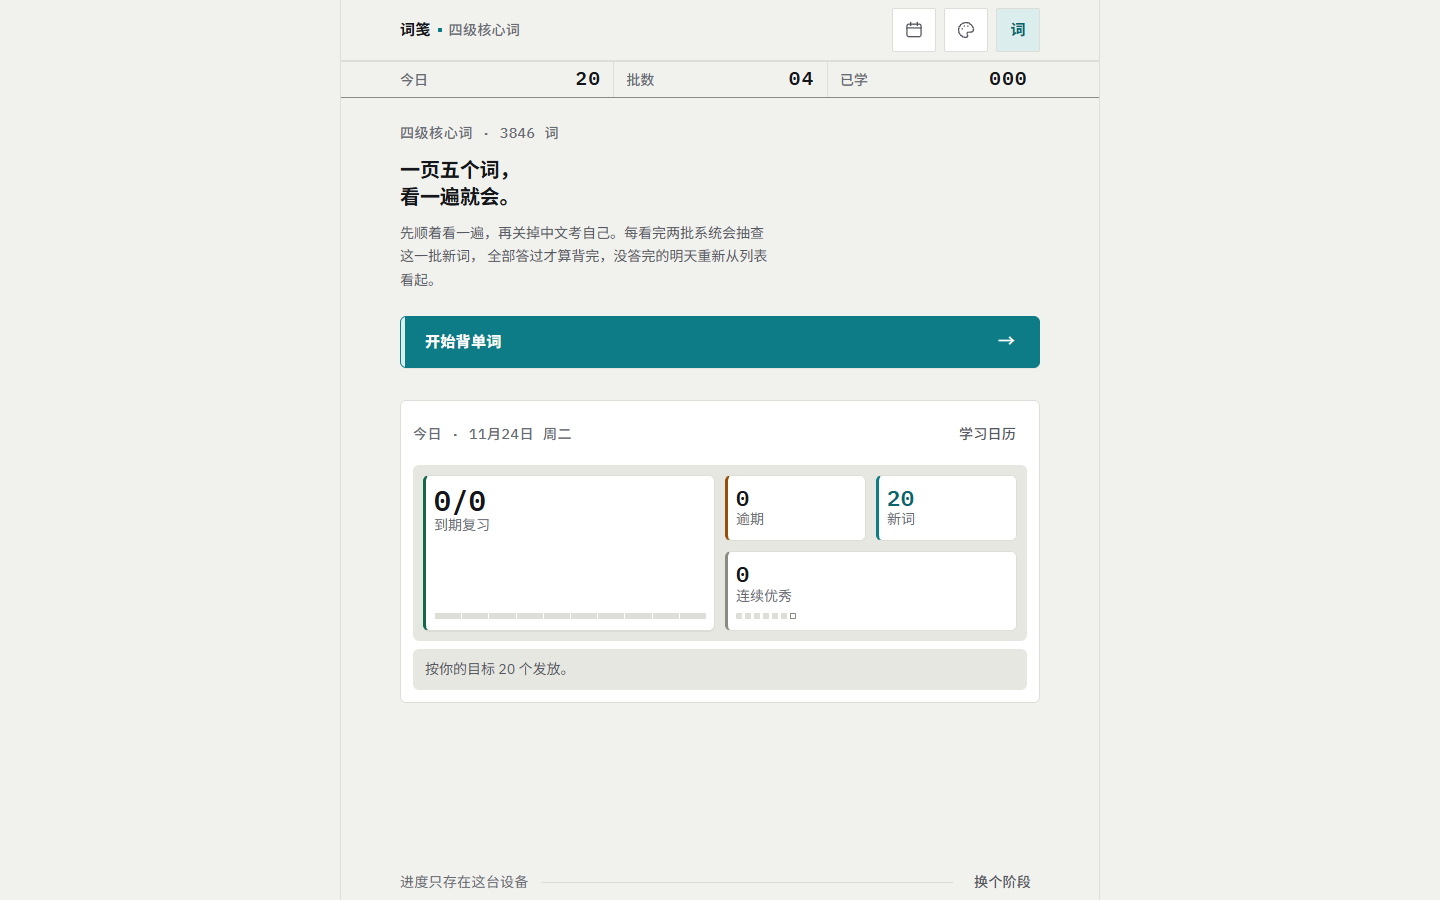 词笺 四级核心词
词
今日 20 批数 04 已学 000
四级核心词 · 3846 词
一页五个词，
看一遍就会。
先顺着看一遍，再关掉中文考自己。每看完两批系统会抽查
这一批新词， 全部答过才算背完，没答完的明天重新从列表
看起。
开始背单词 →
今日 · 11月24日 周二 学习日历
0/0
到期复习
0
逾期
20
新词
0
连续优秀
按你的目标 20 个发放。
进度只存在这台设备 换个阶段